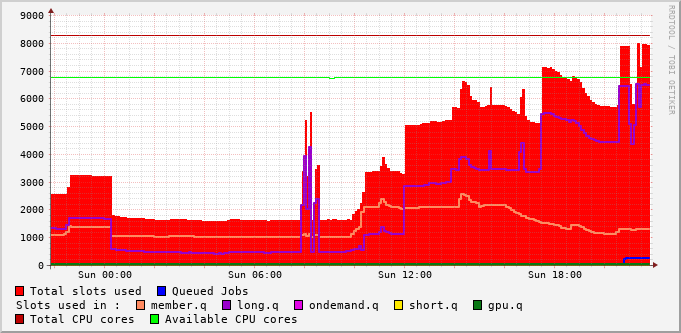 RRDTOOL / TOBI OETIKER
9000
8000
7000
6000
5000
4000
3000
2000
1000
0
Sun 00:00 Sun 06:00 Sun 12:00 Sun 18:00
Total slots used Queued Jobs
Slots used in : member.q long.q ondemand.q short.q gpu.q
Total CPU cores Available CPU cores